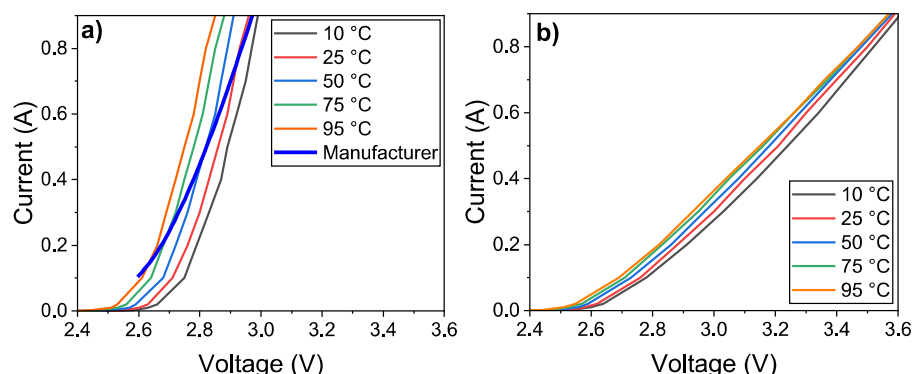 a)
10 °C
25 °C
50 °C
75 °C
95 °C
Manufacturer
Current (A)
0.8
0.6
0.4
0.2
0.0
2.4 2.6 2.8 3.0 3.2 3.4 3.6
Voltage (V)
b)
10 °C
25 °C
50 °C
75 °C
95 °C
Current (A)
0.8
0.6
0.4
0.2
0.0
2.4 2.6 2.8 3.0 3.2 3.4 3.6
Voltage (V)